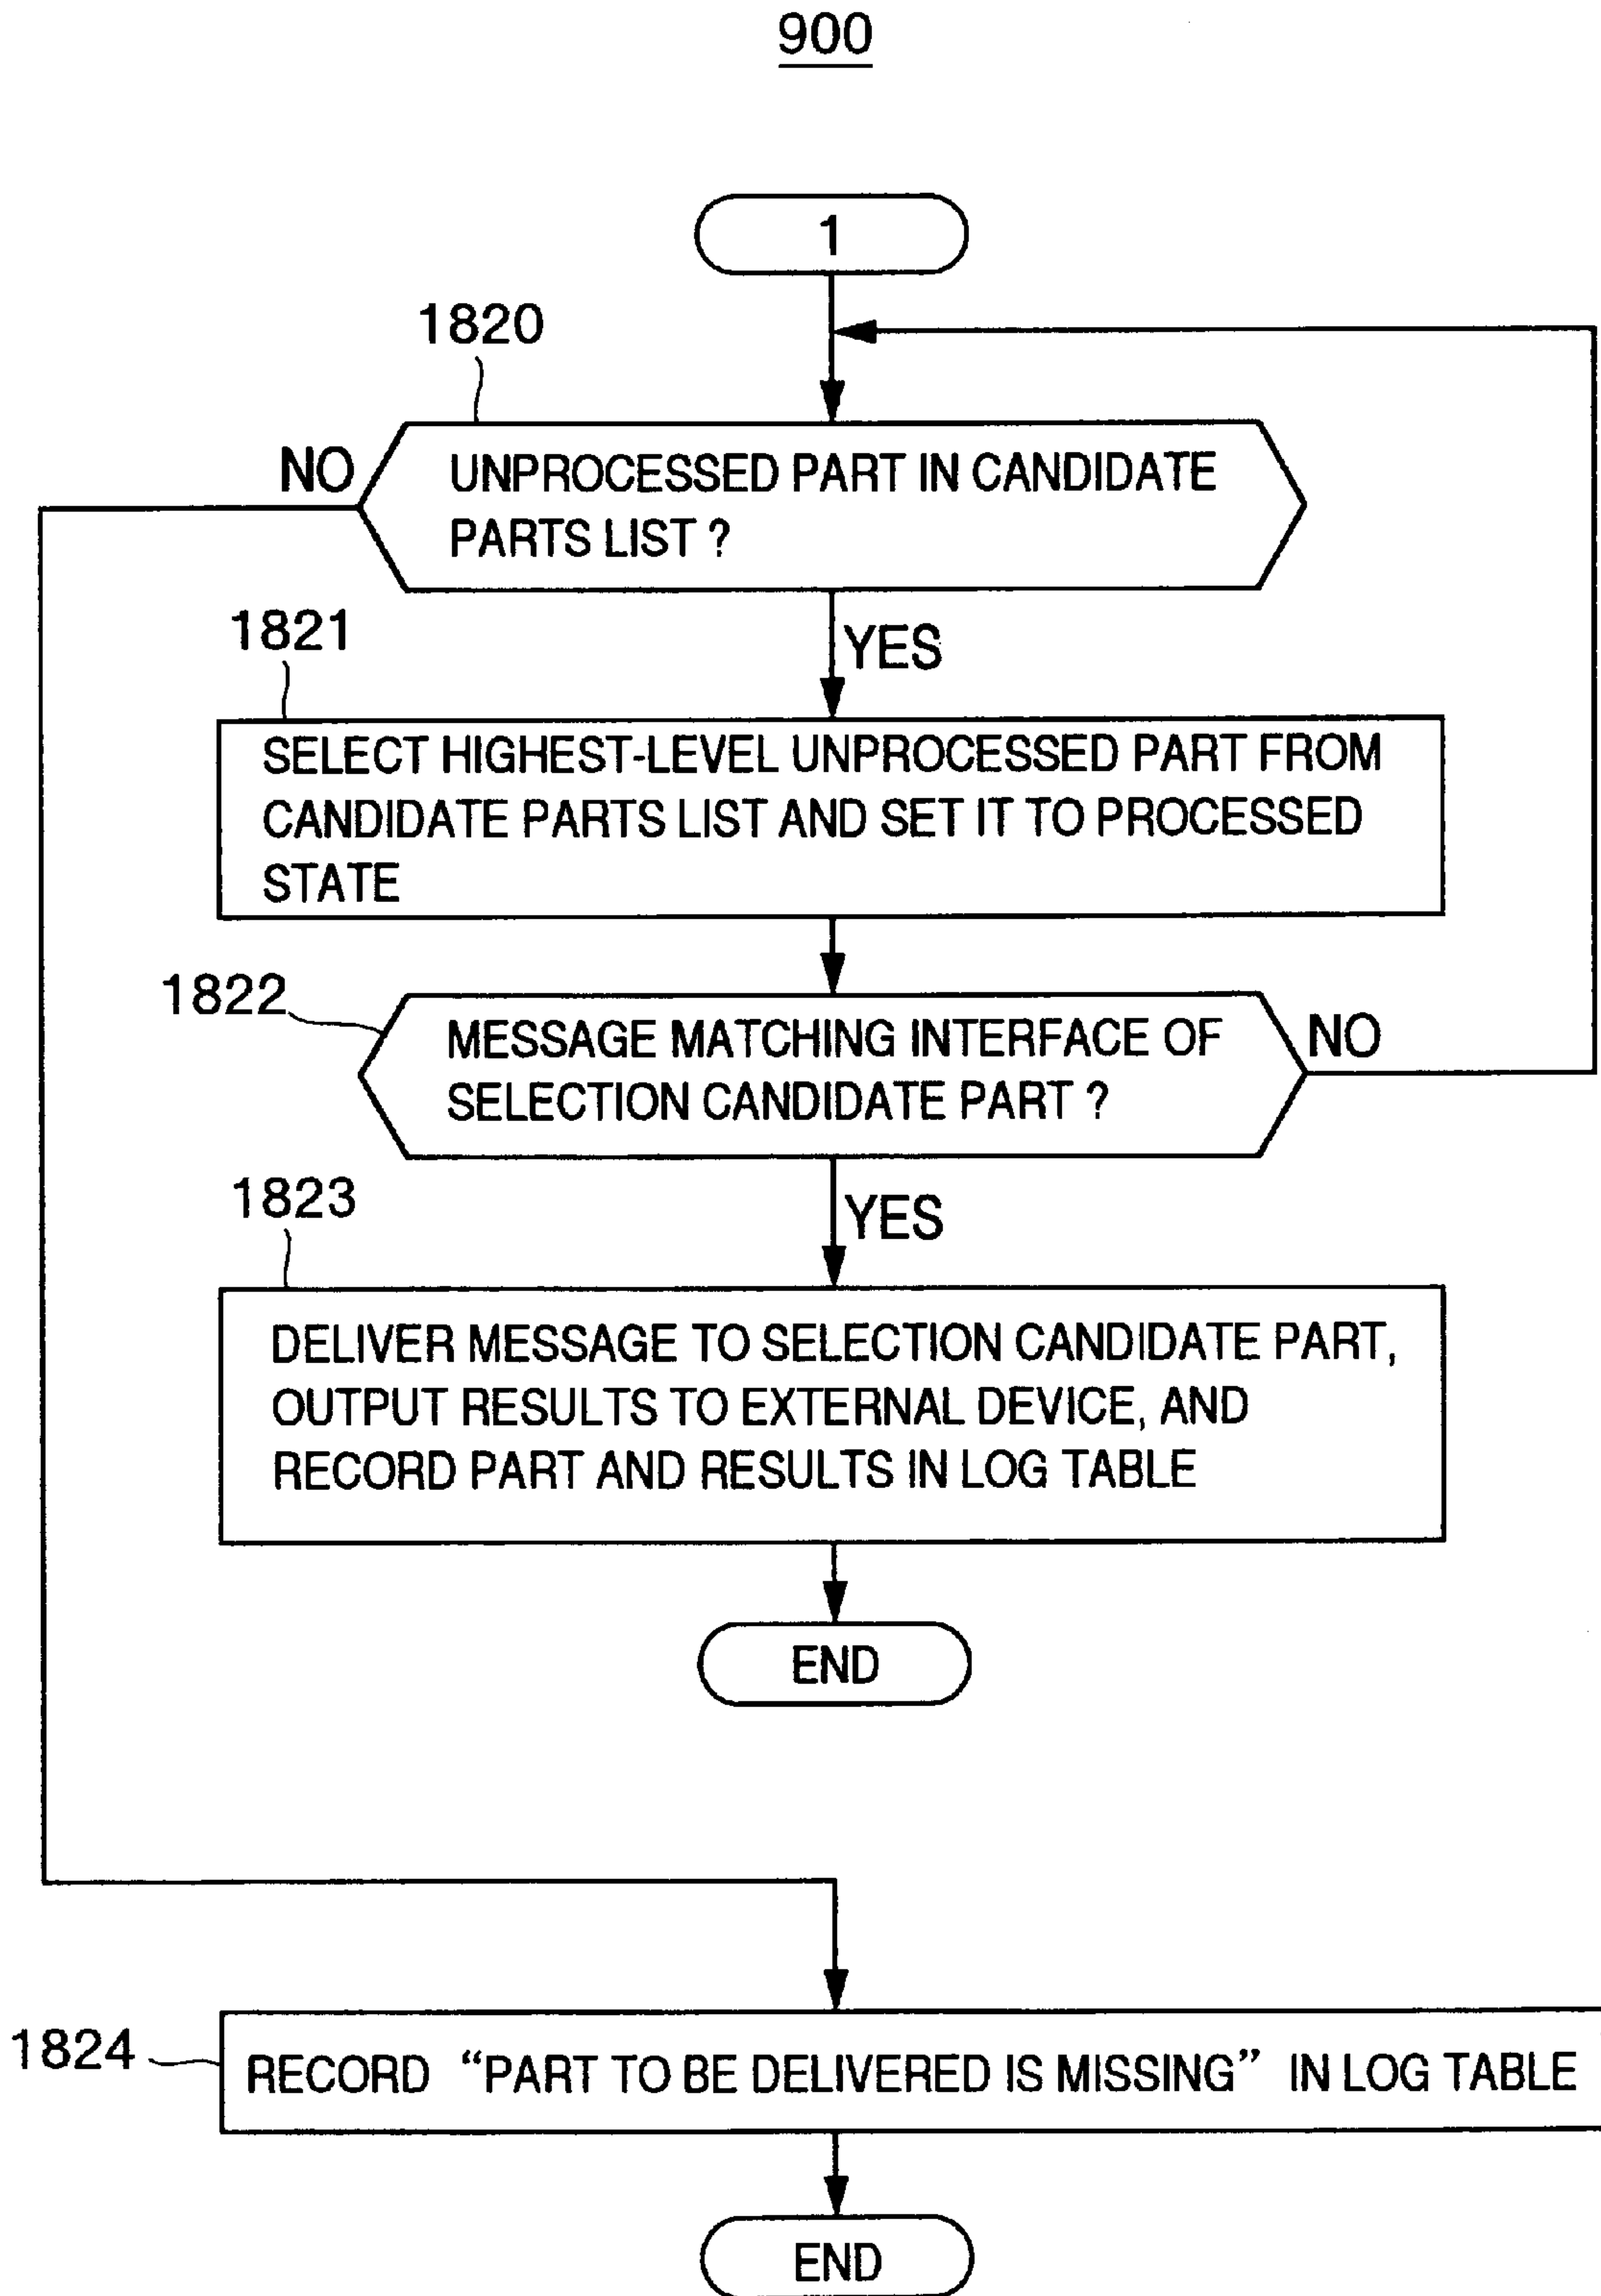 900
1
1820
NO
UNPROCESSED PART IN CANDIDATE
PARTS LIST ?
1821
YES
SELECT HIGHEST-LEVEL UNPROCESSED PART FROM
CANDIDATE PARTS LIST AND SET IT TO PROCESSED
STATE
1822
MESSAGE MATCHING INTERFACE OF
SELECTION CANDIDATE PART ?
NO
1823
YES
DELIVER MESSAGE TO SELECTION CANDIDATE PART,
OUTPUT RESULTS TO EXTERNAL DEVICE, AND
RECORD PART AND RESULTS IN LOG TABLE
END
1824
RECORD “PART TO BE DELIVERED IS MISSING” IN LOG TABLE
END